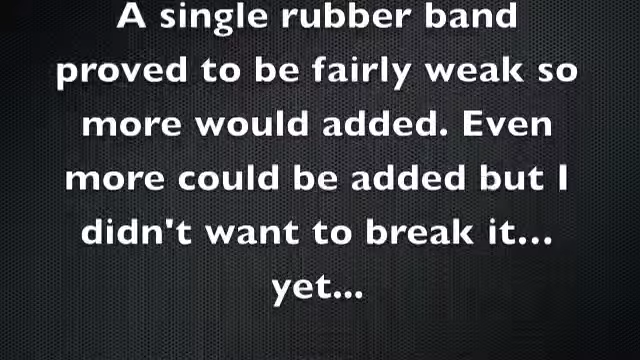 A single rubber band
proved to be fairly weak so
more would added. Even
more could be added but I
didn't want to break it...
yet...